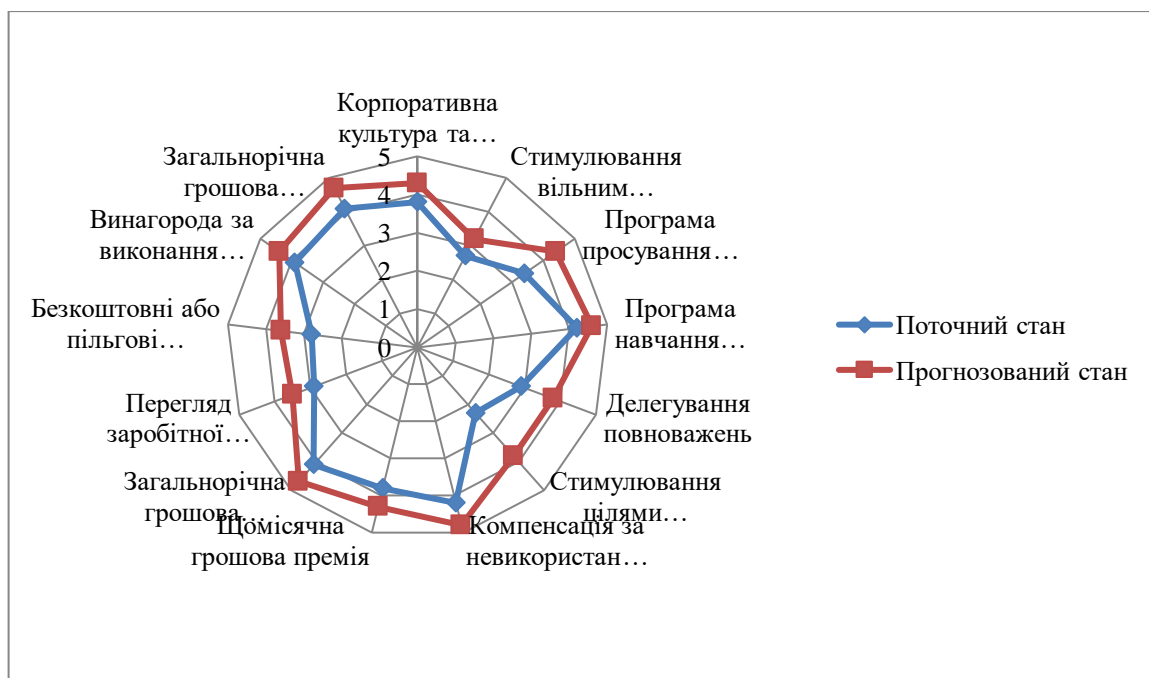 Корпоративна
культура та…
Стимулювання
вільним…
Програма
просування…
Програма
навчання…
Делегування
повноважень
Стимулювання
цілями…
Компенсація за
невикористан…
Щомісячна
грошова премія
Загальнорічна
грошова…
Перегляд
заробітної…
Безкоштовні або
пільгові…
Винагорода за
виконання…
Загальнорічна
грошова…
5
4
3
2
1
0
Поточний стан
Прогнозований стан